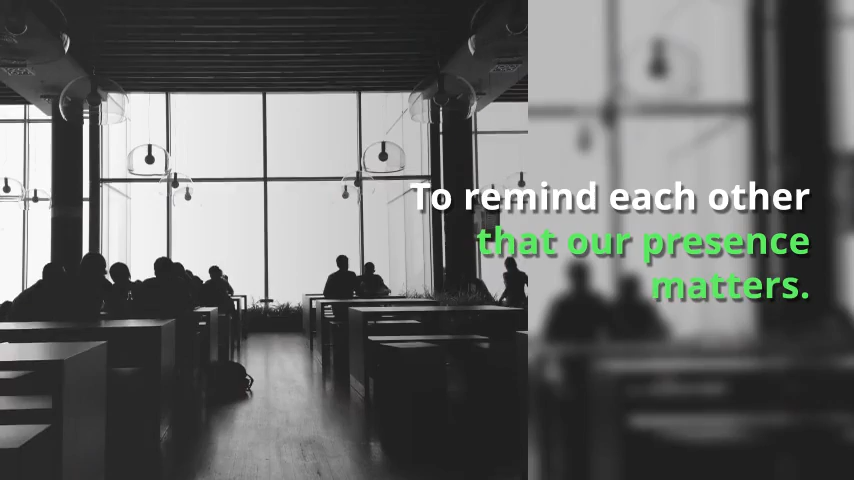 To remind each other
that our presence
matters.